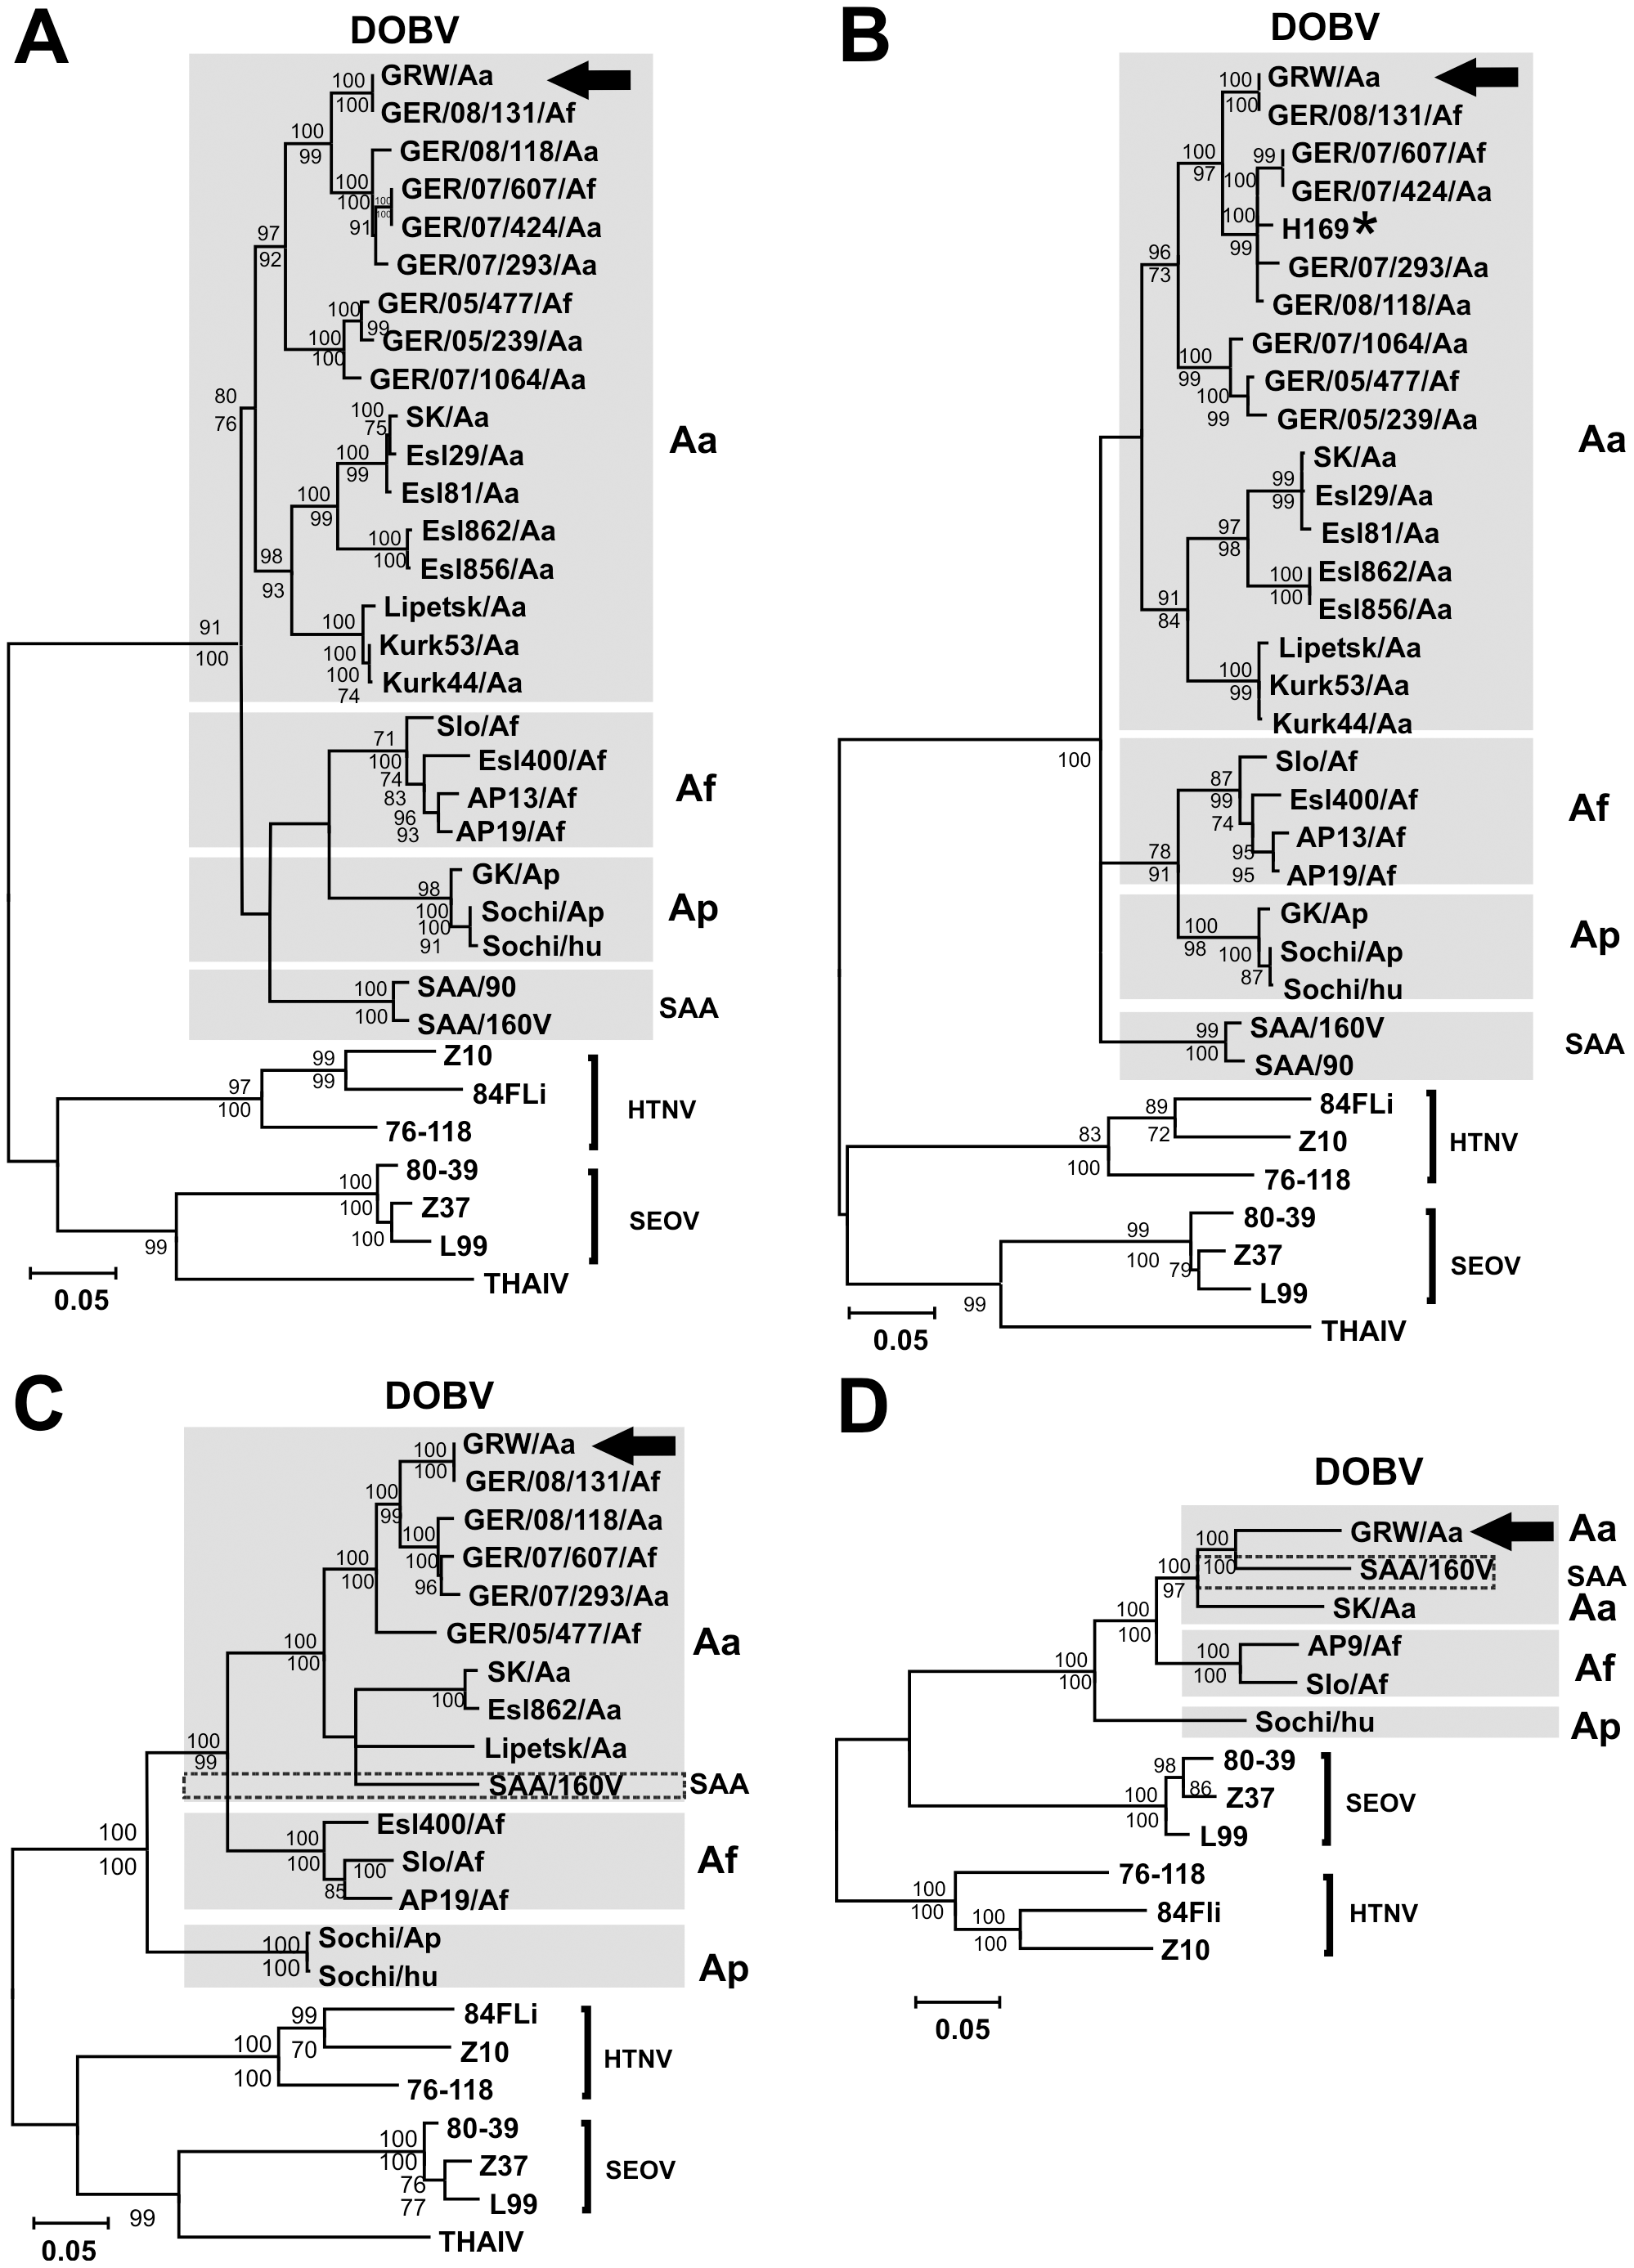 A
DOBV
100
GRW/Aa
100
GER/08/131/Af
100
99
GER/08/118/Aa
100
100
GER/07/607/Af
100
100
91
GER/07/424/Aa
GER/07/293/Aa
97
92
GER/05/477/Af
100
99
GER/05/239/Aa
100
100
GER/07/1064/Aa
80
76
SK/Aa
100
75
Esl29/Aa
100
99
Esl81/Aa
100
99
Esl862/Aa
100
100
Esl856/Aa
98
93
Lipetsk/Aa
100
Kurk53/Aa
100
100
74
Kurk44/Aa
Aa
91
100
Slo/Af
71
100
Esl400/Af
74
83
AP13/Af
96
93
AP19/Af
Af
GK/Ap
98
100
Sochi/Ap
100
91
Sochi/hu
Ap
SAA/90
100
100
SAA/160V
SAA
Z10
99
99
84FLi
97
100
76-118
HTNV
80-39
100
100
Z37
100
L99
SEOV
99
THAIV
0.05
B
DOBV
100
GRW/Aa
100
GER/08/131/Af
100
97
99
GER/07/607/Af
100
GER/07/424/Aa
100
99
H169*
GER/07/293/Aa
GER/08/118/Aa
96
73
GER/07/1064/Aa
100
99
GER/05/477/Af
100
99
GER/05/239/Aa
SK/Aa
99
99
Esl29/Aa
Esl81/Aa
97
98
Esl862/Aa
100
100
Esl856/Aa
91
84
Lipetsk/Aa
100
99
Kurk53/Aa
Kurk44/Aa
Aa
100
Slo/Af
87
99
Esl400/Af
74
AP13/Af
95
95
AP19/Af
Af
78
91
GK/Ap
100
98
Sochi/Ap
100
87
Sochi/hu
Ap
SAA/160V
99
100
SAA/90
SAA
84FLi
89
72
Z10
83
100
76-118
HTNV
80-39
99
100
Z37
79
L99
SEOV
99
THAIV
0.05
C
DOBV
100
GRW/Aa
100
GER/08/131/Af
100
99
GER/08/118/Aa
100
100
GER/07/607/Af
96
GER/07/293/Aa
100
100
GER/05/477/Af
100
100
SK/Aa
100
Esl862/Aa
Lipetsk/Aa
Aa
SAA/160V
SAA
100
99
Esl400/Af
100
100
Slo/Af
100
85
AP19/Af
Af
100
100
Sochi/Ap
100
100
Sochi/hu
Ap
84FLi
99
70
Z10
100
100
76-118
HTNV
80-39
100
100
Z37
76
77
L99
SEOV
99
THAIV
0.05
D
DOBV
100
GRW/Aa
Aa
100
SAA/160V
SAA
100
97
SK/Aa
Aa
100
100
AP9/Af
100
100
Slo/Af
Af
100
100
Sochi/hu
Ap
80-39
98
86
Z37
100
100
L99
SEOV
76-118
100
100
84Fli
100
100
Z10
HTNV
0.05